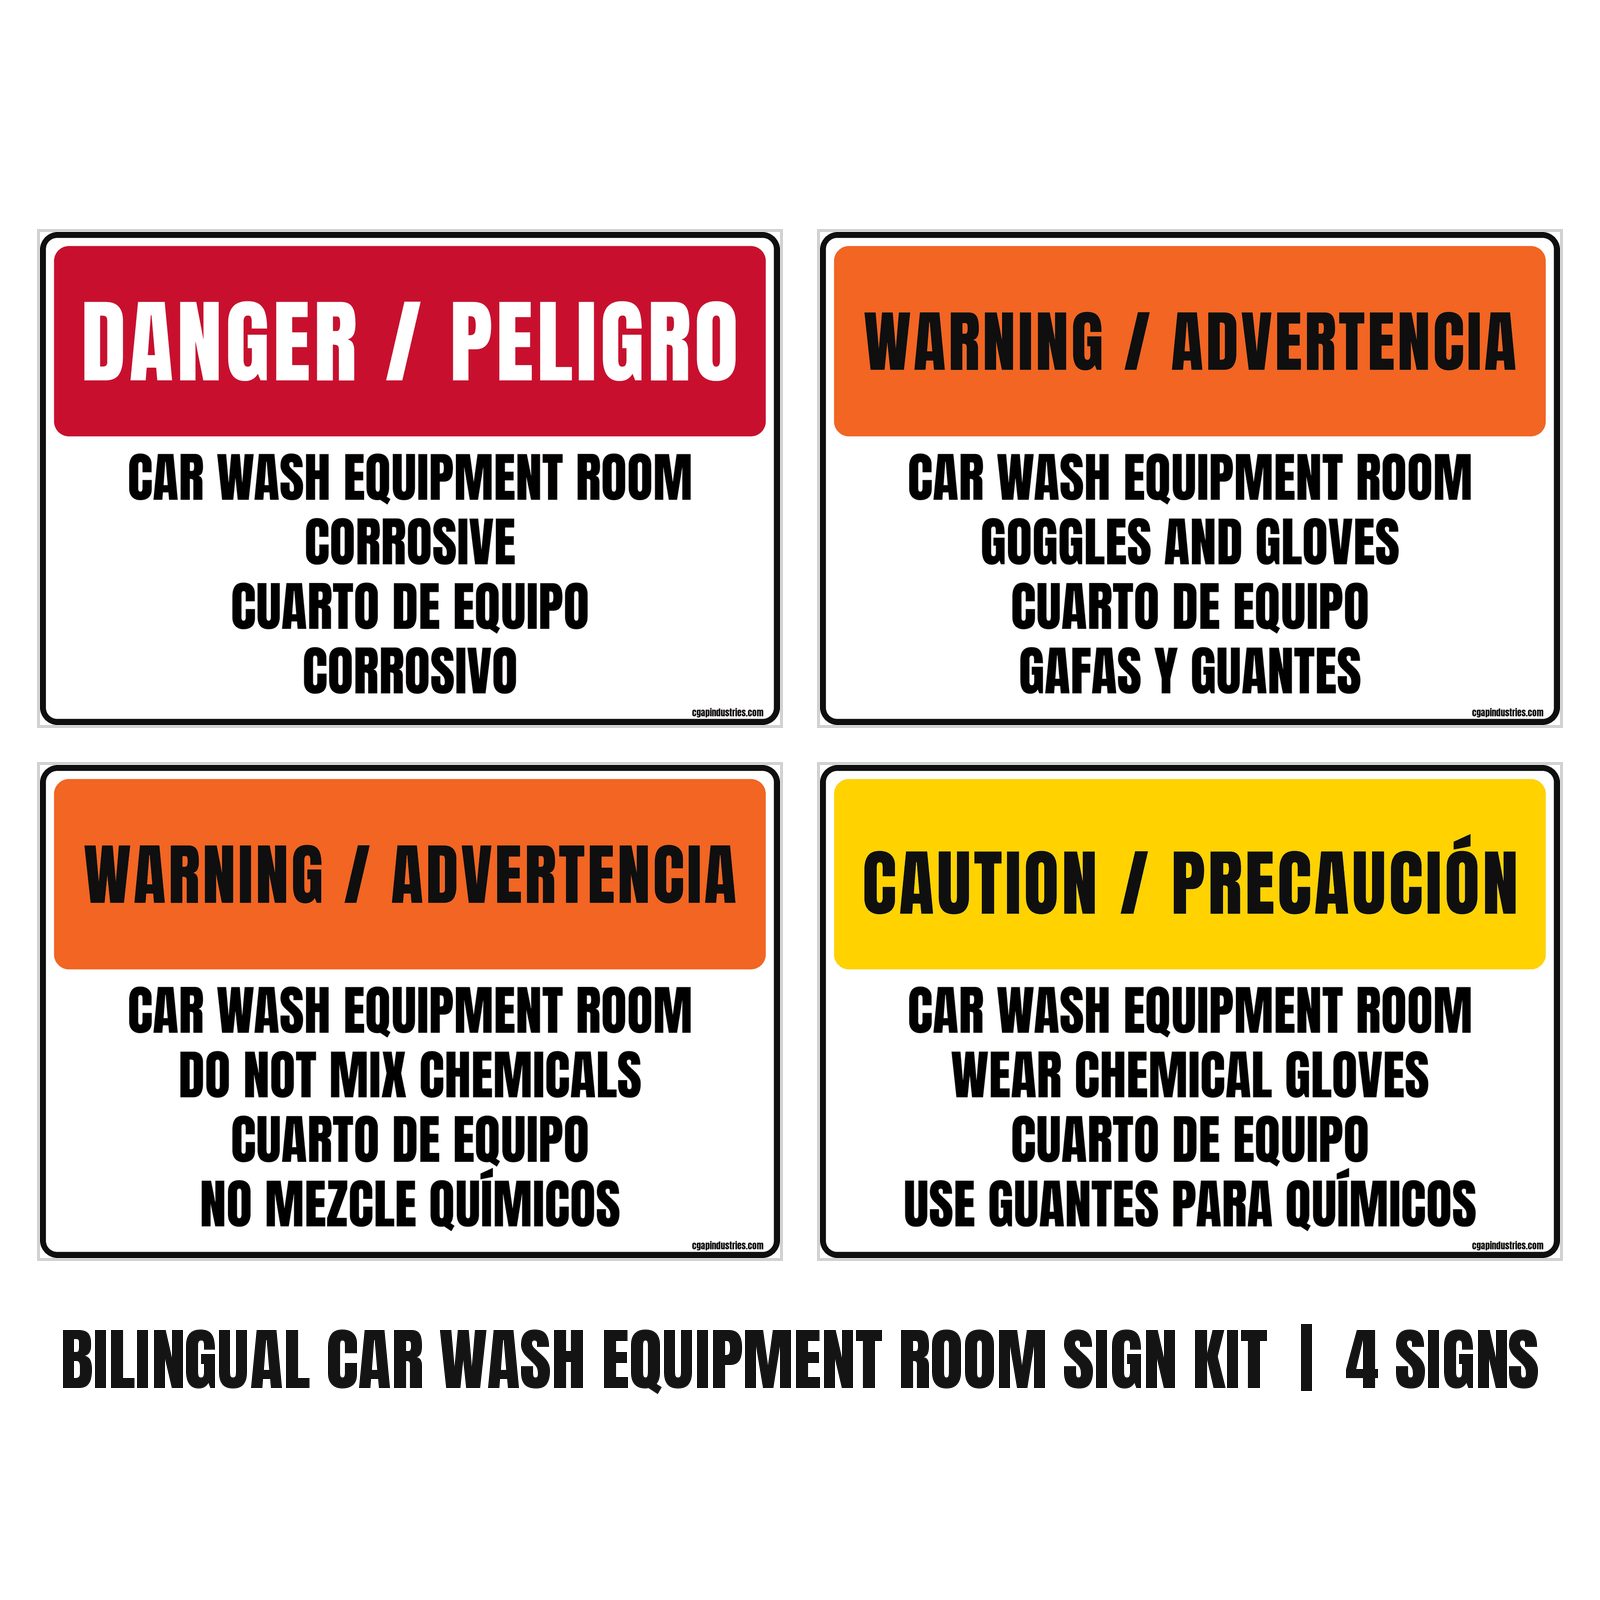 DANGER / PELIGRO
CAR WASH EQUIPMENT ROOM
CORROSIVE
CUARTO DE EQUIPO
CORROSIVO
cgapindustries.com
WARNING / ADVERTENCIA
CAR WASH EQUIPMENT ROOM
GOGGLES AND GLOVES
CUARTO DE EQUIPO
GAFAS Y GUANTES
cgapindustries.com
WARNING / ADVERTENCIA
CAR WASH EQUIPMENT ROOM
DO NOT MIX CHEMICALS
CUARTO DE EQUIPO
NO MEZCLE QUÍMICOS
cgapindustries.com
CAUTION / PRECAUCIÓN
CAR WASH EQUIPMENT ROOM
WEAR CHEMICAL GLOVES
CUARTO DE EQUIPO
USE GUANTES PARA QUÍMICOS
cgapindustries.com
BILINGUAL CAR WASH EQUIPMENT ROOM SIGN KIT | 4 SIGNS